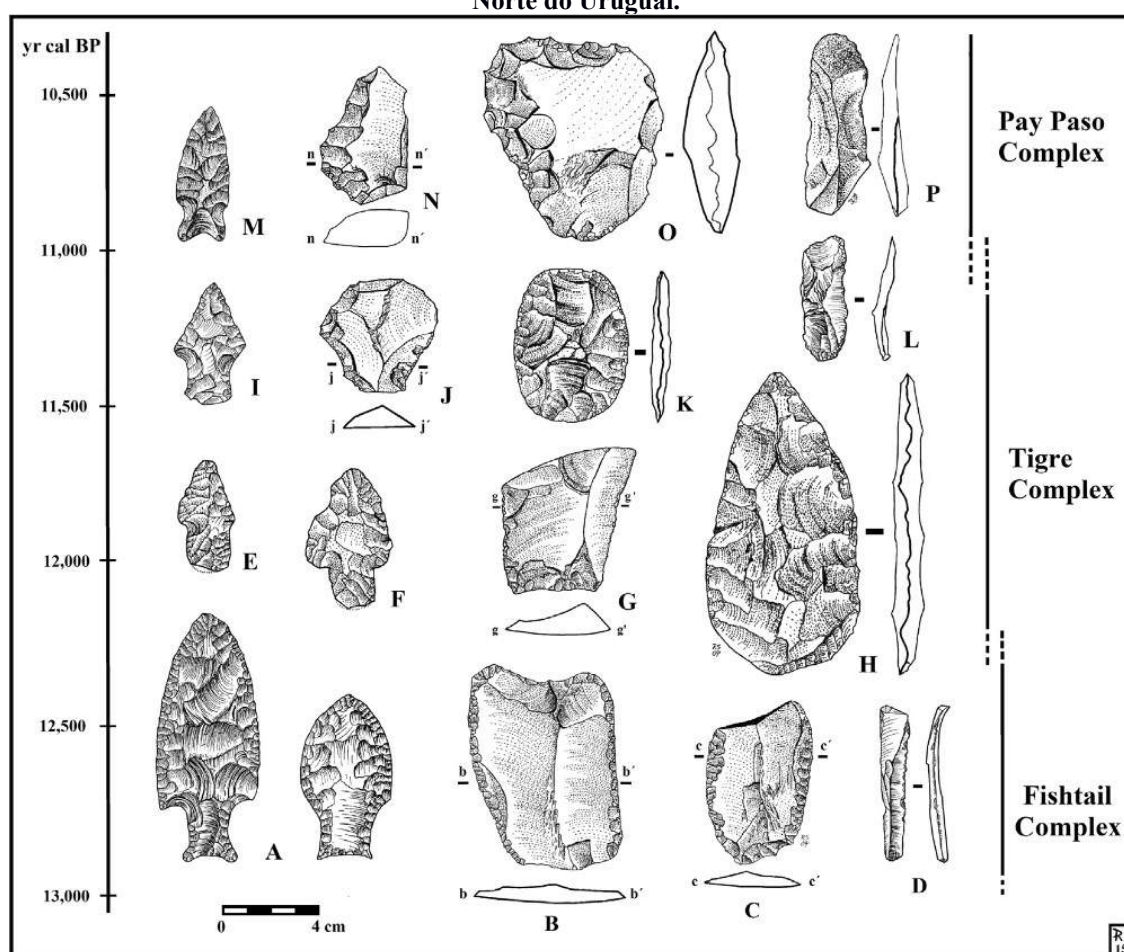 Norte do Uruguai.
yr cal BP
10,500
11,000
11,500
12,000
12,500
13,000
M
n n´
N
n n´
O
P
Pay Paso
Complex
I
j j´
J
j j´
K
L
E
F
g g'
G
g g'
H
Tigre
Complex
A
b b´
b b´
B
c c´
c c´
C
D
Fishtail
Complex
0 4 cm